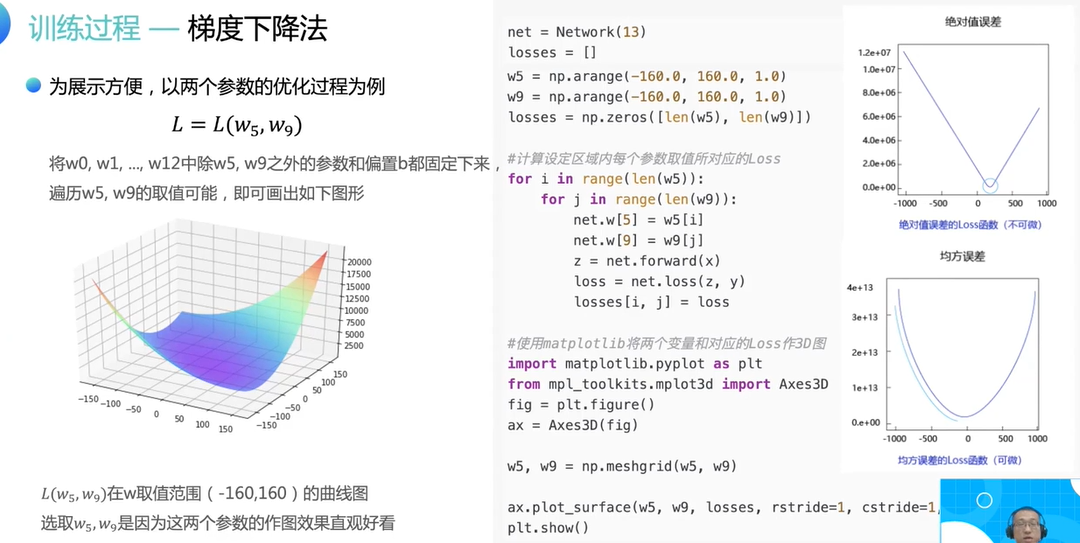 训练过程 — 梯度下降法
为展示方便，以两个参数的优化过程为例
L = L(w₅, w₉)
将w0, w1, ..., w12中除w5, w9之外的参数和偏置b都固定下来，
遍历w5, w9的取值可能，即可画出如下图形
20000
17500
15000
12500
10000
7500
5000
2500
-150
-100
-50
0
50
100
150
-150
-100
-50
0
50
100
150
L(w₅, w₉)在w取值范围（-160,160）的曲线图
选取w₅, w₉是因为这两个参数的作图效果直观好看
net = Network(13)
losses = []
w5 = np.arange(-160.0, 160.0, 1.0)
w9 = np.arange(-160.0, 160.0, 1.0)
losses = np.zeros([len(w5), len(w9)])
#计算设定区域内每个参数取值所对应的Loss
for i in range(len(w5)):
    for j in range(len(w9)):
        net.w[5] = w5[i]
        net.w[9] = w9[j]
        z = net.forward(x)
        loss = net.loss(z, y)
        losses[i, j] = loss
#使用matplotlib将两个变量和对应的Loss作3D图
import matplotlib.pyplot as plt
from mpl_toolkits.mplot3d import Axes3D
fig = plt.figure()
ax = Axes3D(fig)
w5, w9 = np.meshgrid(w5, w9)
ax.plot_surface(w5, w9, losses, rstride=1, cstride=1,
plt.show()
绝对值误差
1.2e+07
1.0e+07
8.0e+06
6.0e+06
4.0e+06
2.0e+06
0.0e+00
-1000 -500 0 500 1000
绝对值误差的Loss函数（不可微）
均方误差
4e+13
3e+13
2e+13
1e+13
0.e+00
-1000 -500 0 500 1000
均方误差的Loss函数（可微）